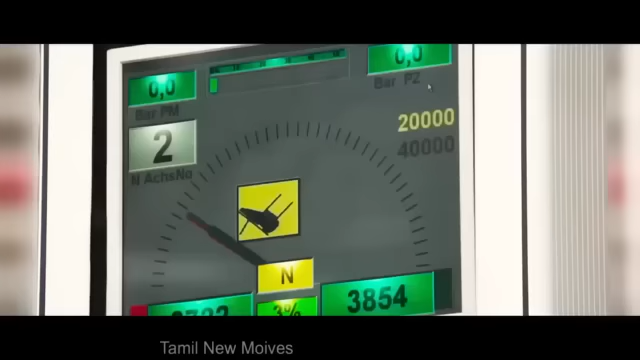 0,0
0,0
Bar PM
Bar P2
20000
2
40000
N AchsNo
N
3%
3854
Tamil New Moives